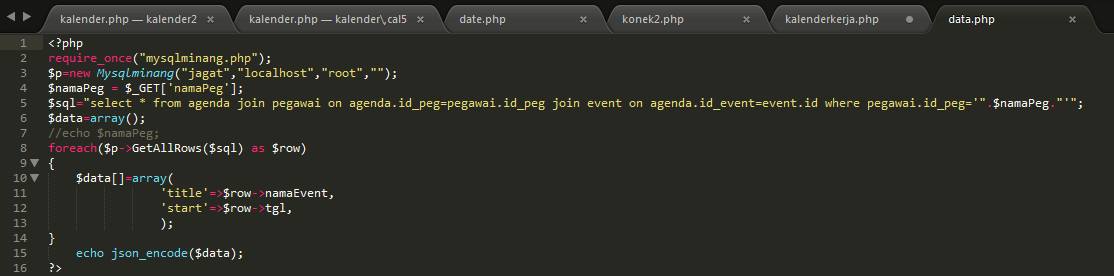 kalender.php — kalender2 × kalender.php — kalender\,cal5 × date.php × konek2.php × kalenderkerja.php data.php ×
1 <?php
2 require_once("mysqlminang.php");
3 $p=new Mysqlminang("jagat","localhost","root","");
4 $namaPeg = $_GET['namaPeg'];
5 $sql="select * from agenda join pegawai on agenda.id_peg=pegawai.id_peg join event on agenda.id_event=event.id where pegawai.id_peg='".$namaPeg."'";
6 $data=array();
7 //echo $namaPeg;
8 foreach($p->GetAllRows($sql) as $row)
9 {
10 $data[]=array(
11 'title'=>$row->namaEvent,
12 'start'=>$row->tgl,
13 );
14 }
15 echo json_encode($data);
16 ?>